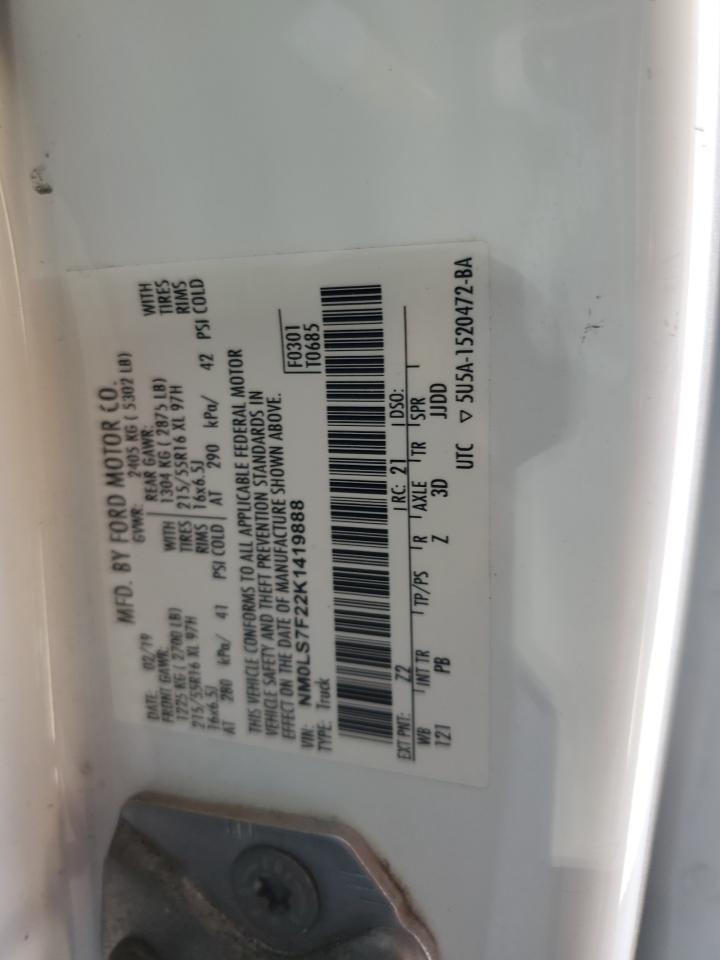 MFD. BY FORD MOTOR CO.
DATE: 02/19 GVWR: 2405 KG ( 5302 LB)
FRONT GAWR: REAR GAWR:
1225 KG ( 2700 LB) WITH 1304 KG ( 2875 LB) WITH
215/55R16 XL 97H TIRES 215/55R16 XL 97H TIRES
16x6.5J RIMS 16x6.5J RIMS
AT 280 kPa/ 41 PSI COLD AT 290 kPa/ 42 PSI COLD
THIS VEHICLE CONFORMS TO ALL APPLICABLE FEDERAL MOTOR
VEHICLE SAFETY AND THEFT PREVENTION STANDARDS IN
EFFECT ON THE DATE OF MANUFACTURE SHOWN ABOVE.
VIN: NM0LS7F22K1419888 F0301
TYPE: Truck T0685
EXT PNT: Z2 RC: 21 DSO:
WB INT TR TP/PS R AXLE TR SPR
121 PB Z 3D JJDD
UTC ▽ 5U5A-1520472-BA